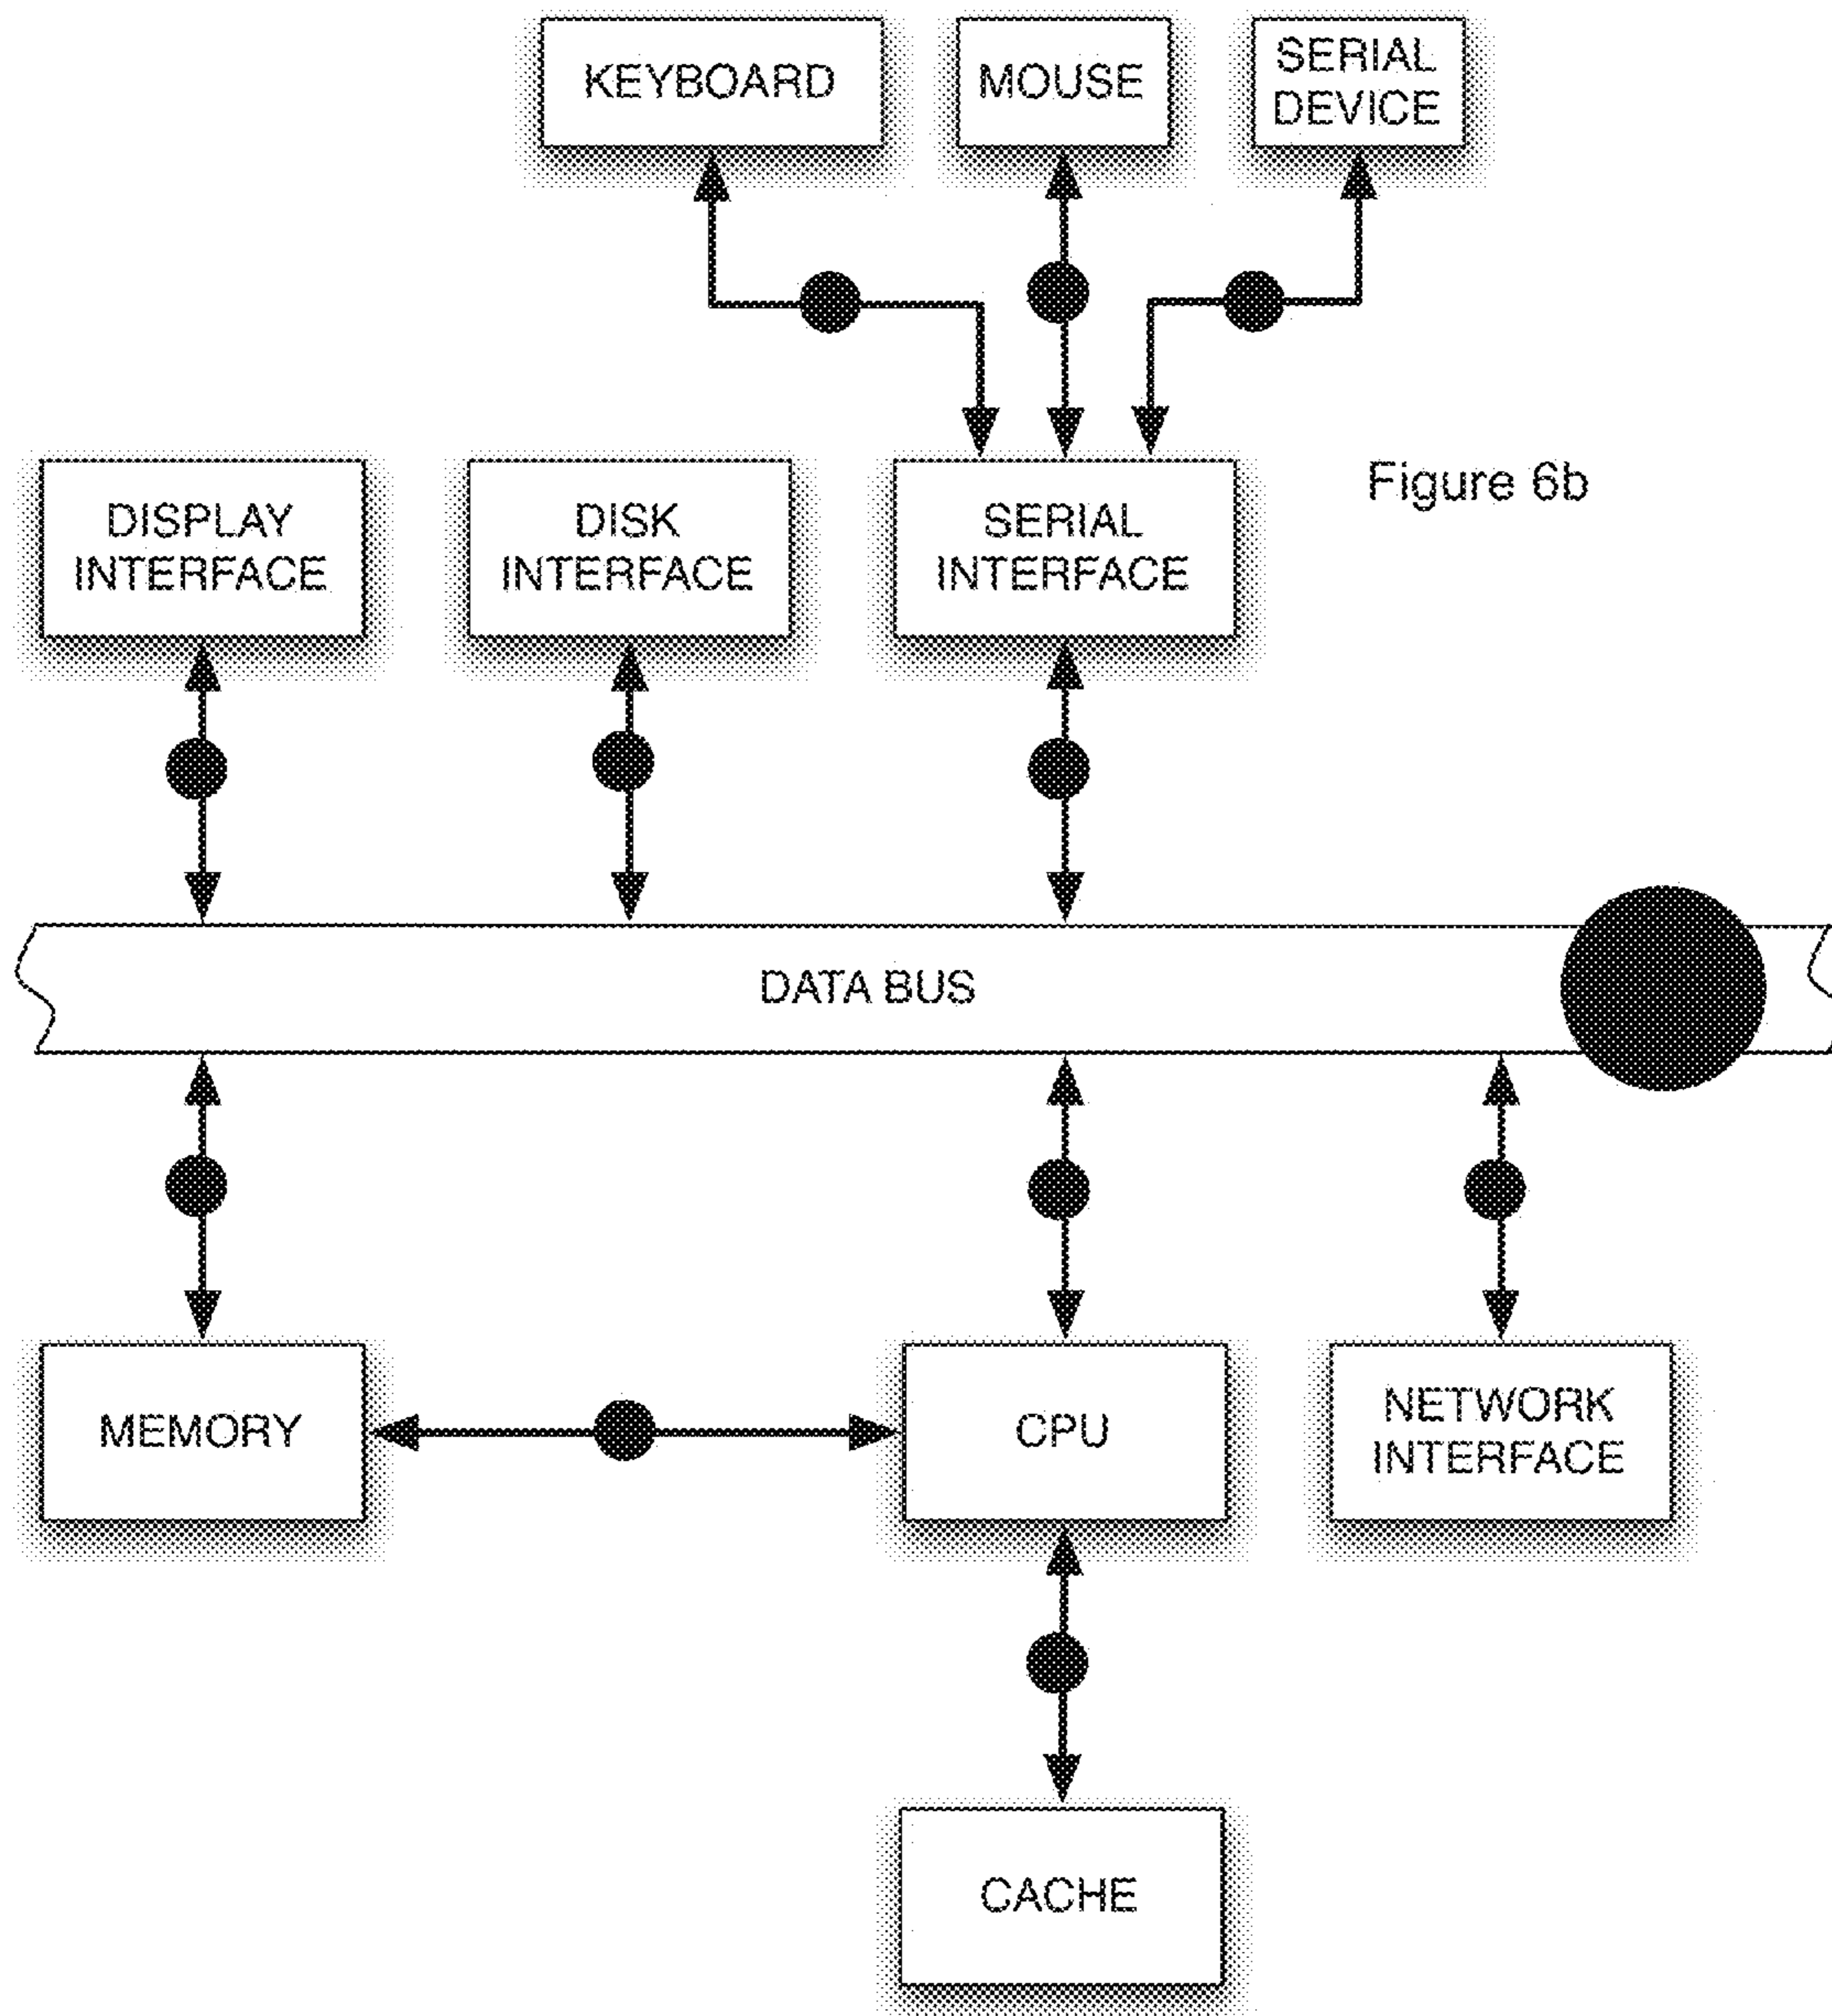 KEYBOARD
MOUSE
SERIAL
DEVICE
Figure 6b
DISPLAY
INTERFACE
DISK
INTERFACE
SERIAL
INTERFACE
DATA BUS
MEMORY
CPU
NETWORK
INTERFACE
CACHE